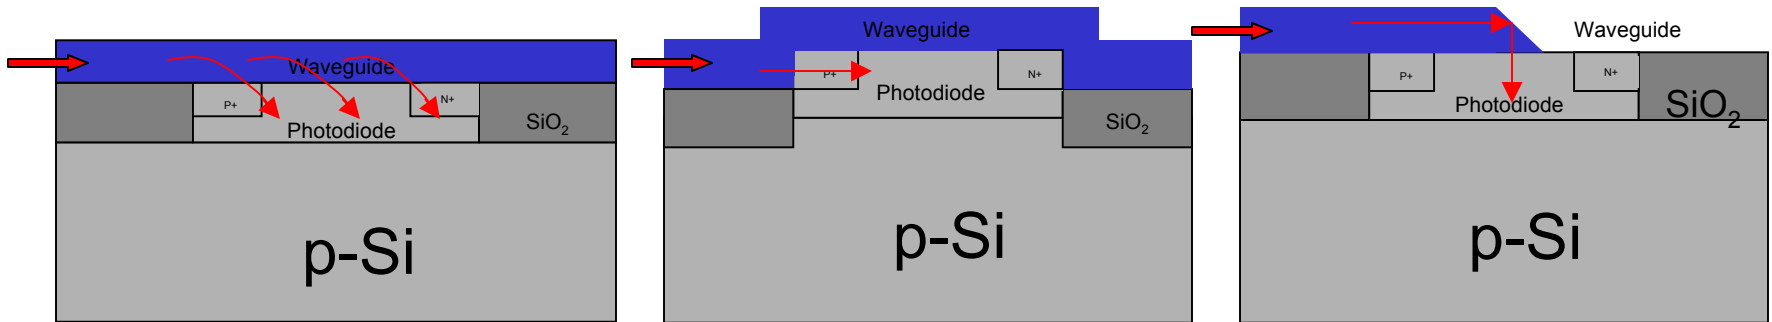 Waveguide
P+
N+
Photodiode
SiO₂
p-Si
Waveguide
P+
N+
Photodiode
SiO₂
p-Si
Waveguide
P+
N+
Photodiode
SiO₂
p-Si